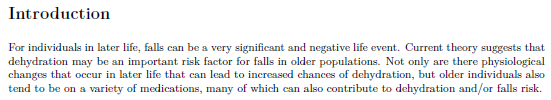 Introduction
For individuals in later life, falls can be a very significant and negative life event. Current theory suggests that
dehydration may be an important risk factor for falls in older populations. Not only are there physiological
changes that occur in later life that can lead to increased chances of dehydration, but older individuals also
tend to be on a variety of medications, many of which can also contribute to dehydration and/or falls risk.